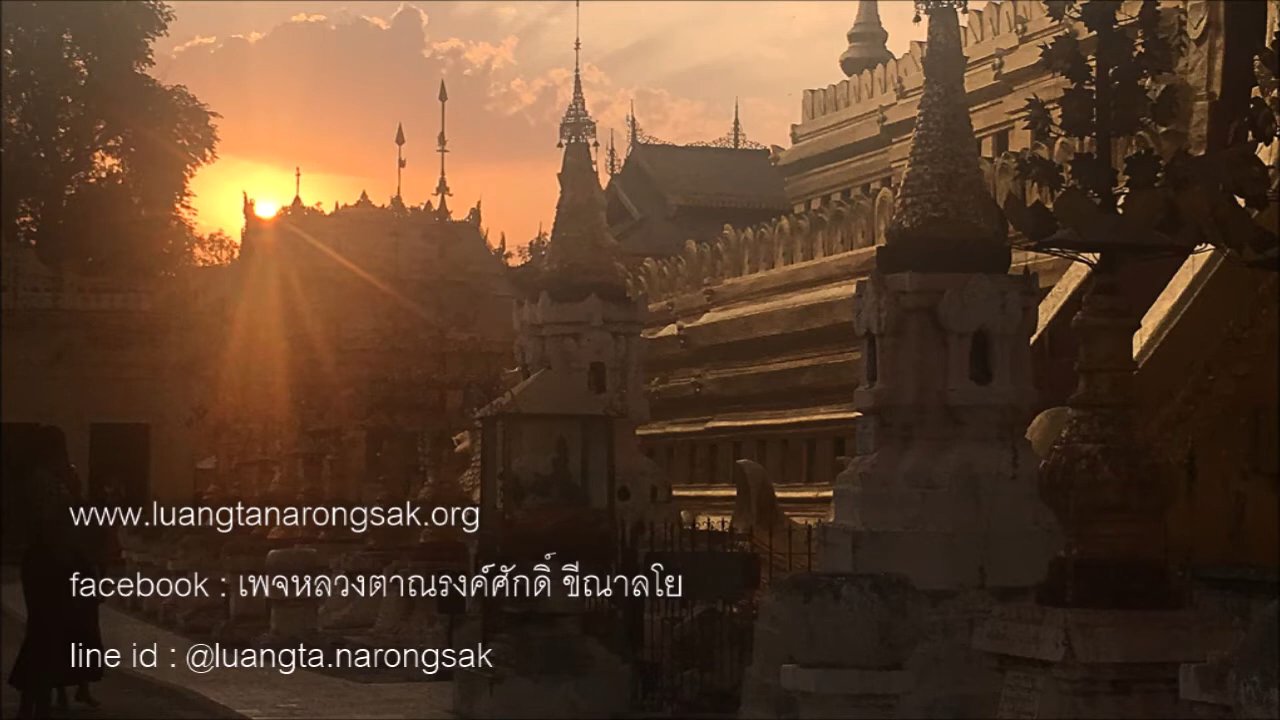 www.luangtanarongsak.org
facebook : เพจหลวงตาณรงค์ศักดิ์ ขีณาลโย
line id : @luangta.narongsak